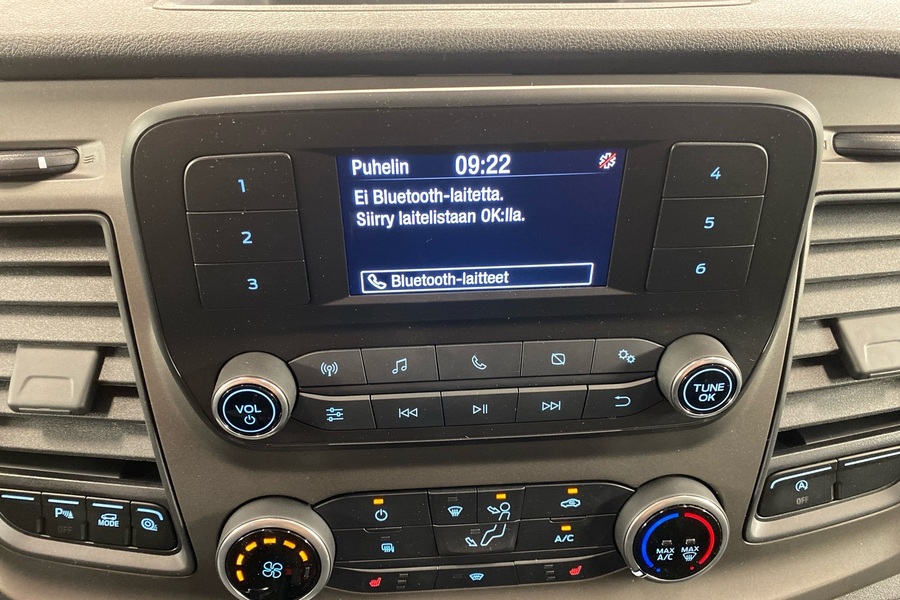 Puhelin 09:22
Ei Bluetooth-laitetta.
Siirry laitelistaan OK:lla.
Bluetooth-laitteet
1
2
3
4
5
6
VOL
TUNE
OK
P
OFF
MODE
OFF
A/C
MAX
A/C
MAX